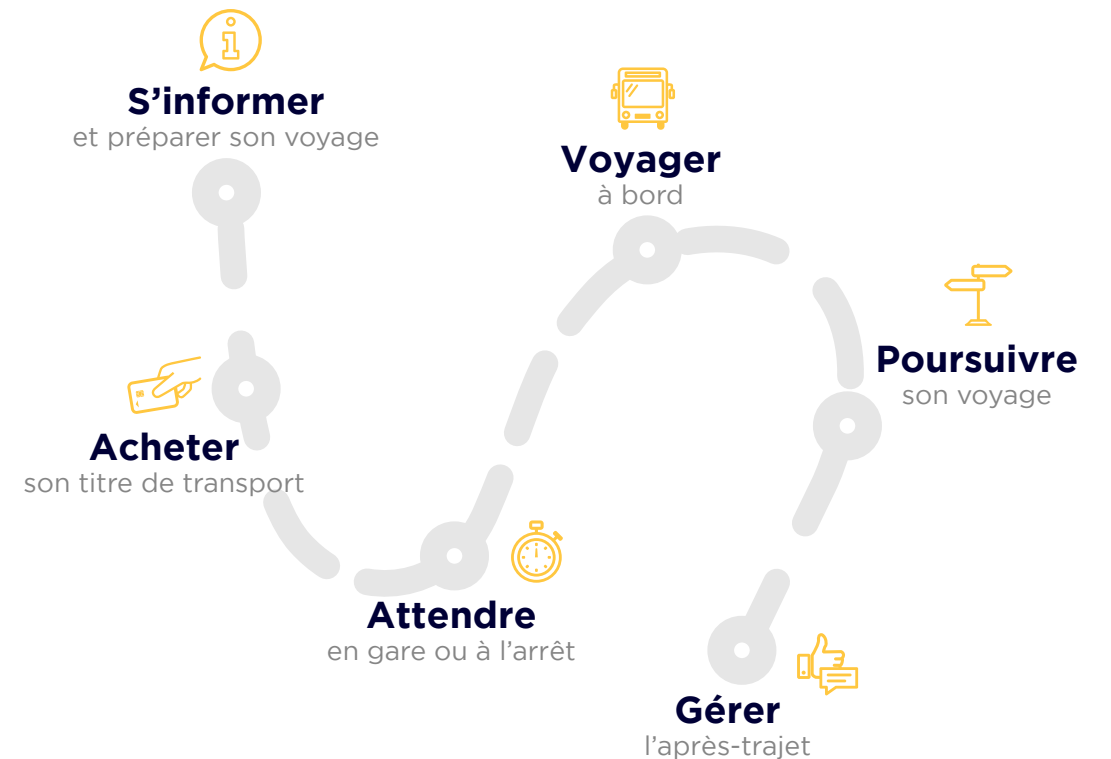 S’informer
et préparer son voyage
Acheter
son titre de transport
Attendre
en gare ou à l’arrêt
Voyager
à bord
Poursuivre
son voyage
Gérer
l’après-trajet